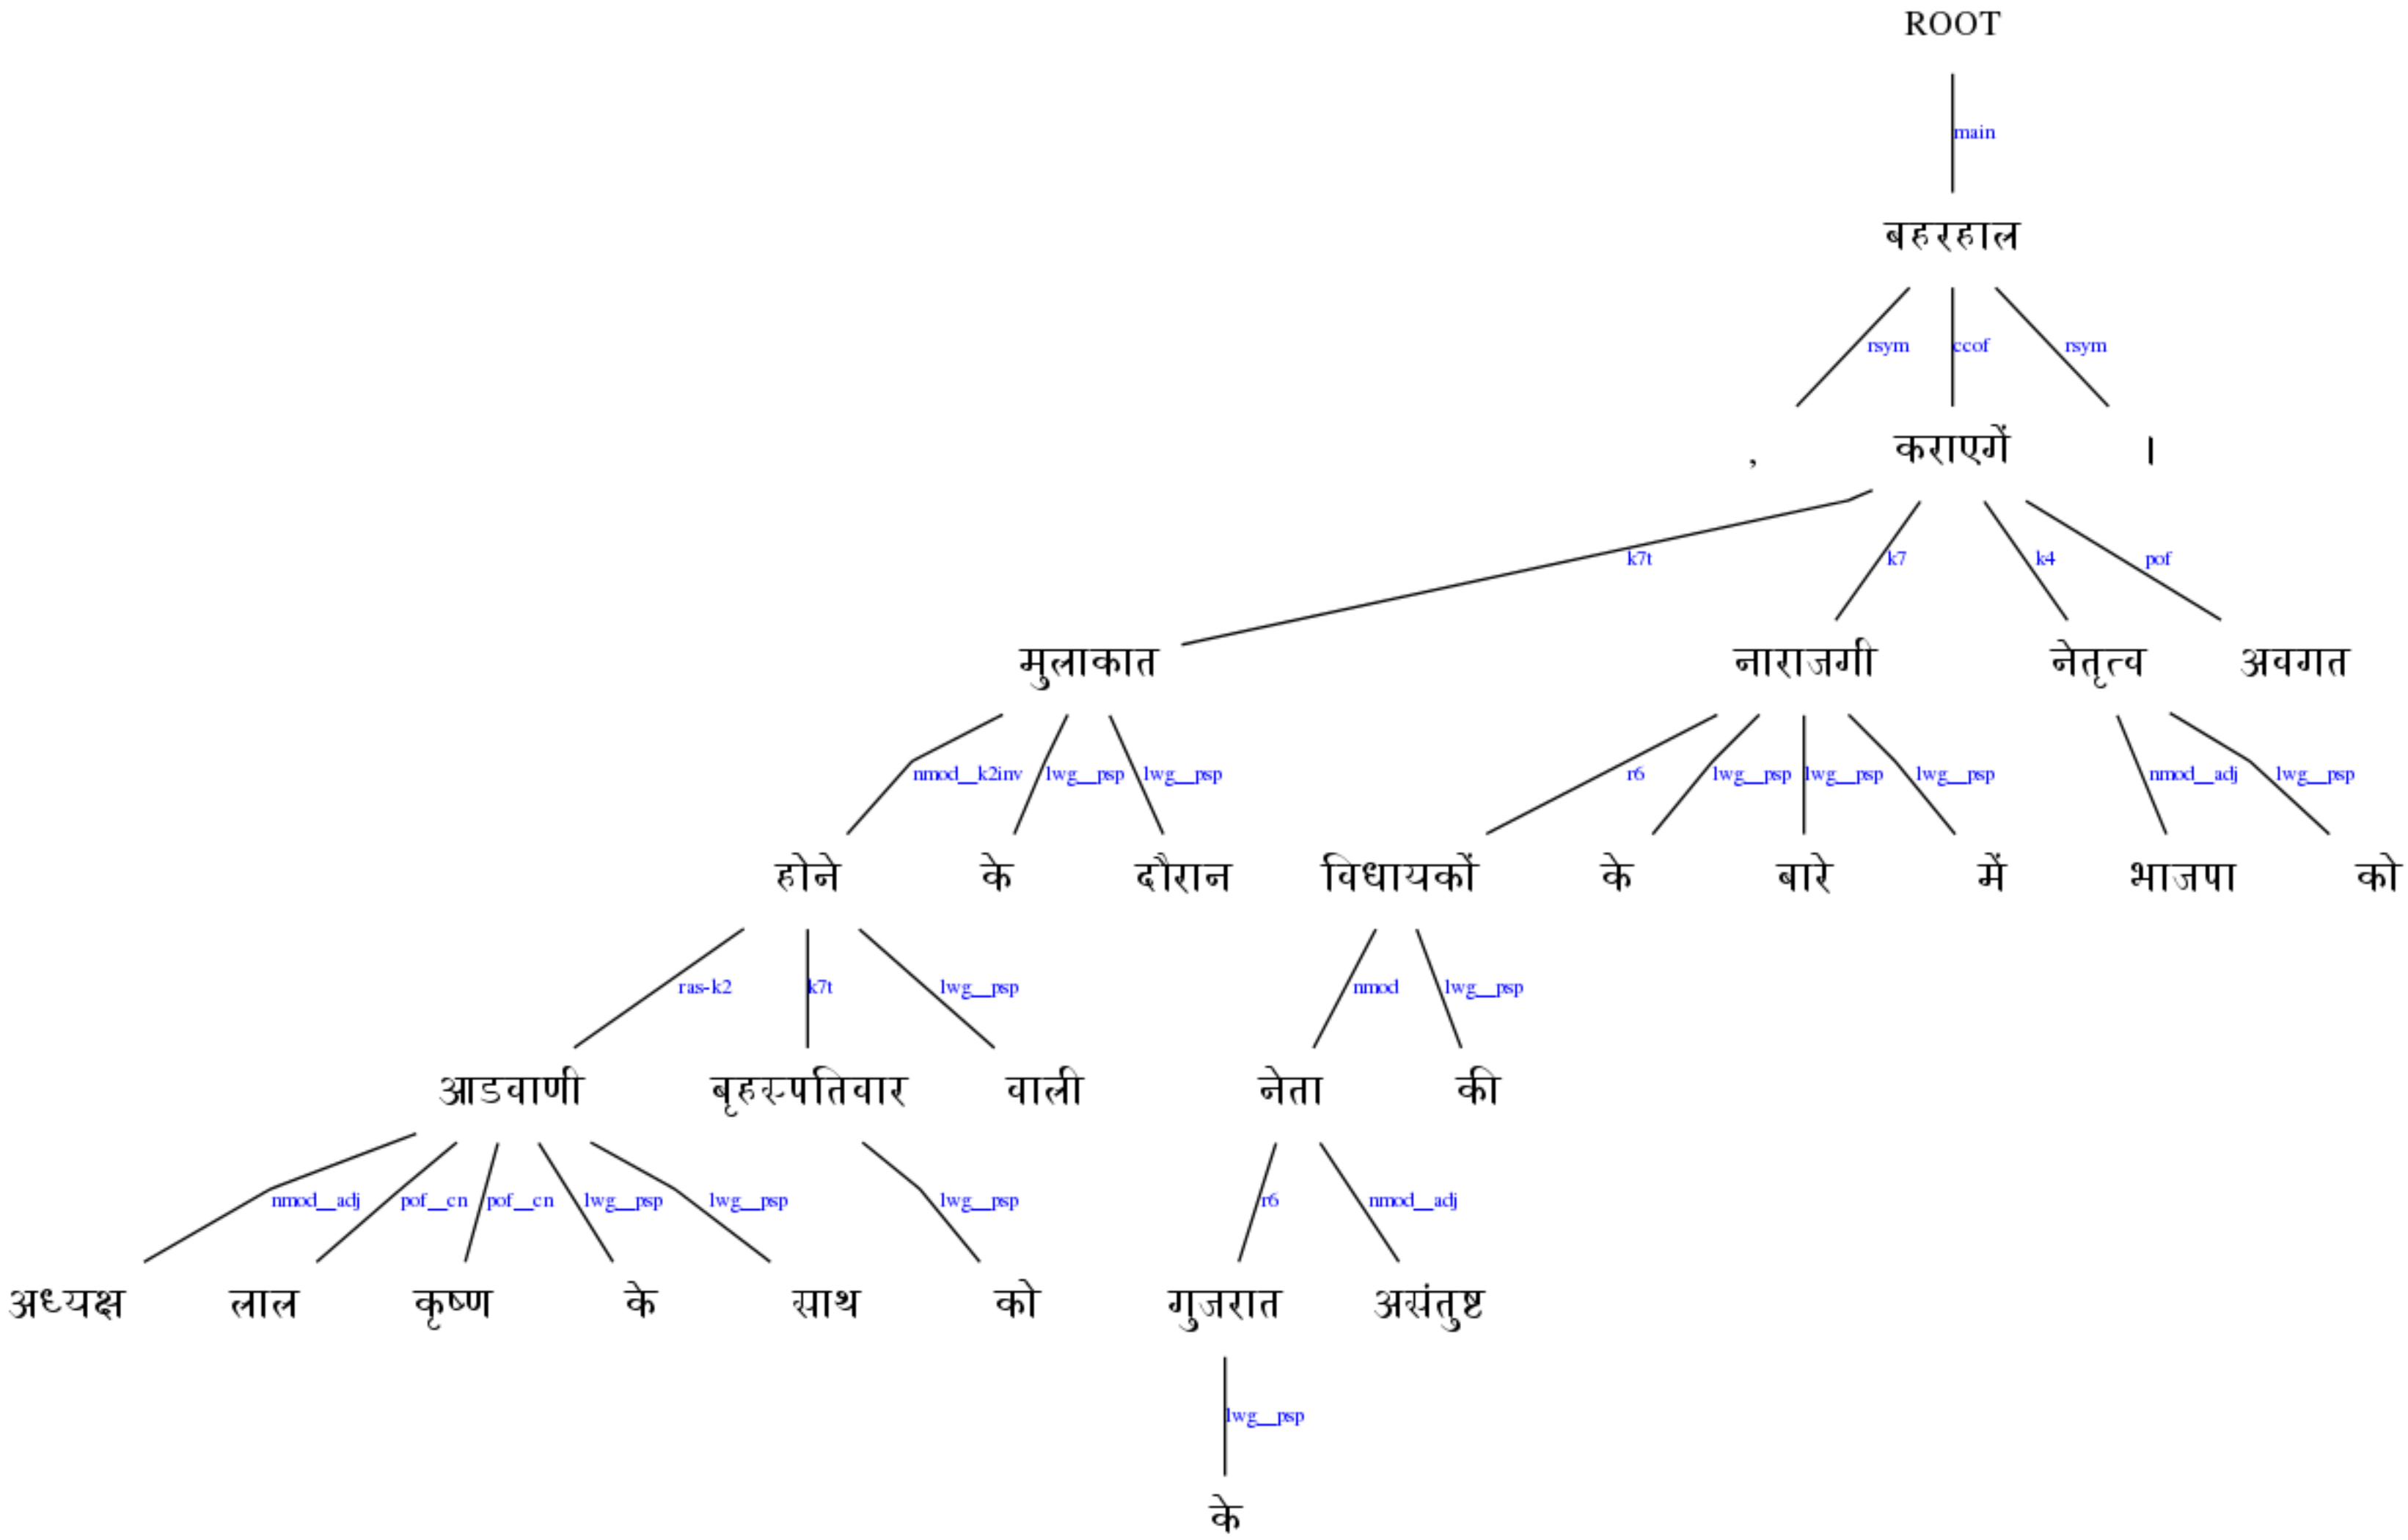 ROOT
main
बहरहाल
rsym ccof rsym
, कराएगें ।
k7t k7 k4 pof
मुलाकात नाराजगी नेतृत्व अवगत
nmod__k2inv lwg__psp lwg__psp r6 lwg__psp lwg__psp lwg__psp nmod__adj lwg__psp
होने के दौरान विधायकों के बारे में भाजपा को
ras-k2 k7t lwg__psp nmod lwg__psp
आडवाणी बृहस्पतिवार वाली नेता की
nmod__adj pof__cn pof__cn lwg__psp lwg__psp lwg__psp r6 nmod__adj
अध्यक्ष लाल कृष्ण के साथ को गुजरात असंतुष्ट
lwg__psp
के